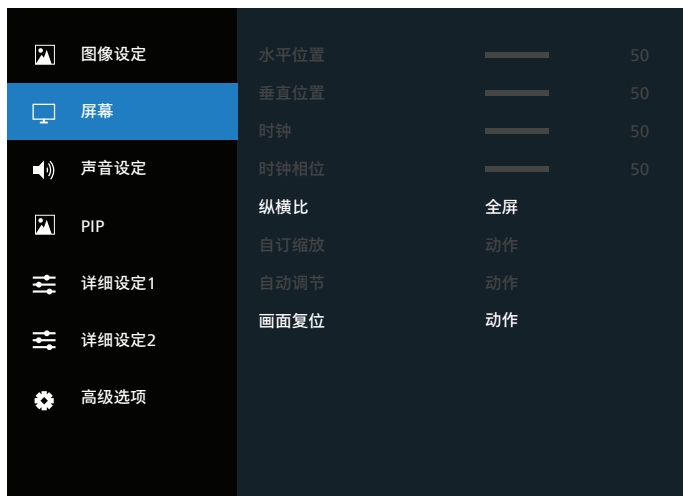 图像设定
屏幕
声音设定
PIP
详细设定1
详细设定2
高级选项
水平位置 50
垂直位置 50
时钟 50
时钟相位 50
纵横比 全屏
自订缩放 动作
自动调节 动作
画面复位 动作